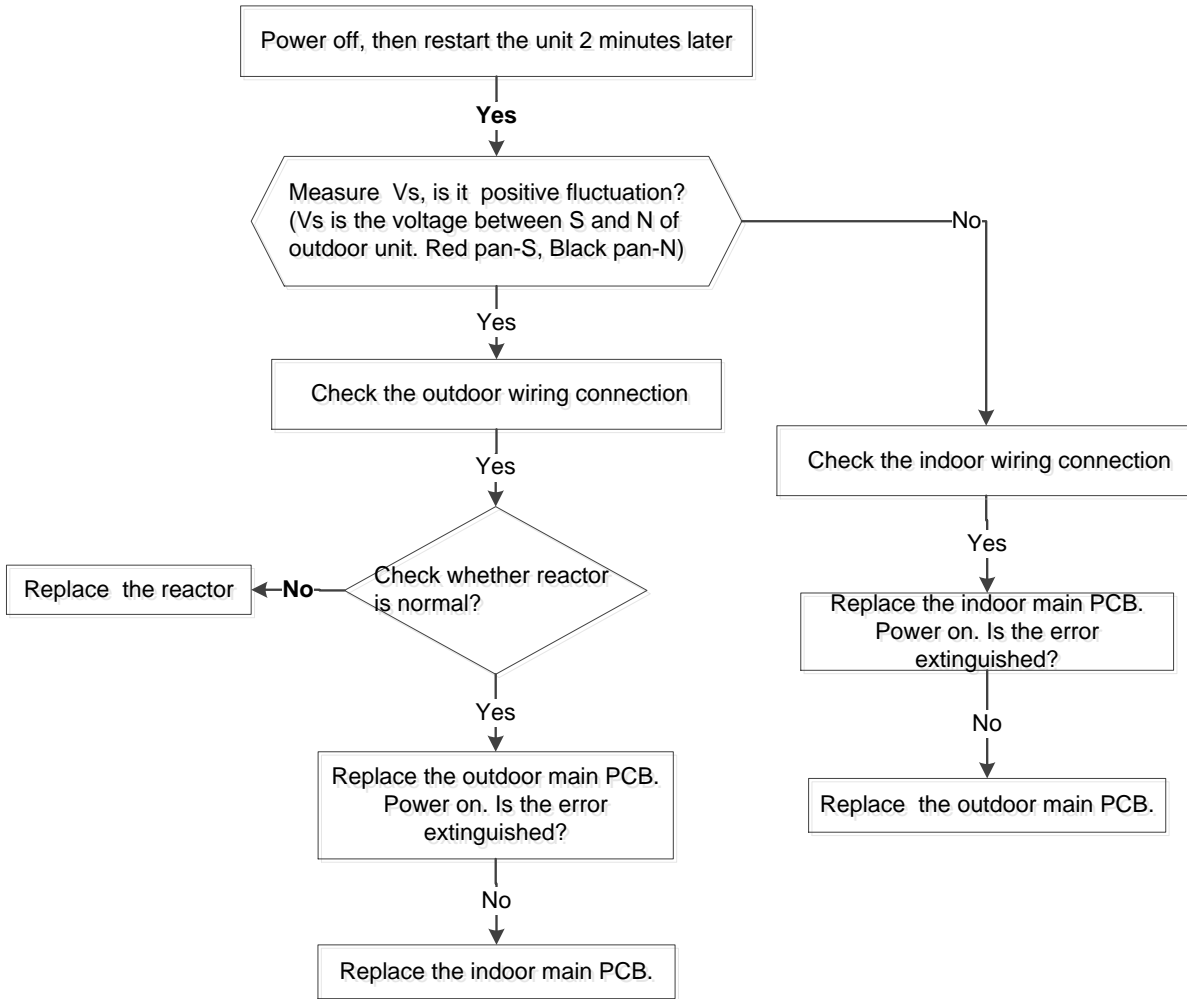 Power off, then restart the unit 2 minutes later
Yes
Measure Vs, is it positive fluctuation?
(Vs is the voltage between S and N of
outdoor unit. Red pan-S, Black pan-N)
No
Yes
Check the outdoor wiring connection
Yes
Check the indoor wiring connection
Yes
Check whether reactor
is normal?
No
Replace the reactor
Replace the indoor main PCB.
Power on. Is the error
extinguished?
Yes
No
Replace the outdoor main PCB.
Power on. Is the error
extinguished?
Replace the outdoor main PCB.
No
Replace the indoor main PCB.